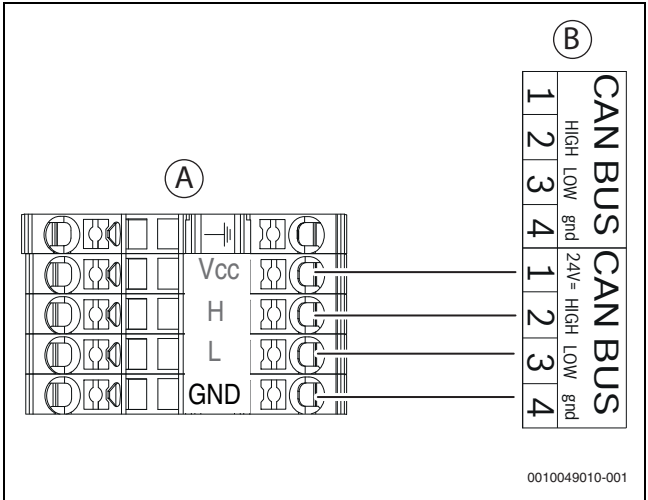 B
A
CAN BUS
1
2 HIGH
3 LOW
4 gnd
CAN BUS
1 24V=
2 HIGH
3 LOW
4 gnd
Vcc
H
L
GND
0010049010-001